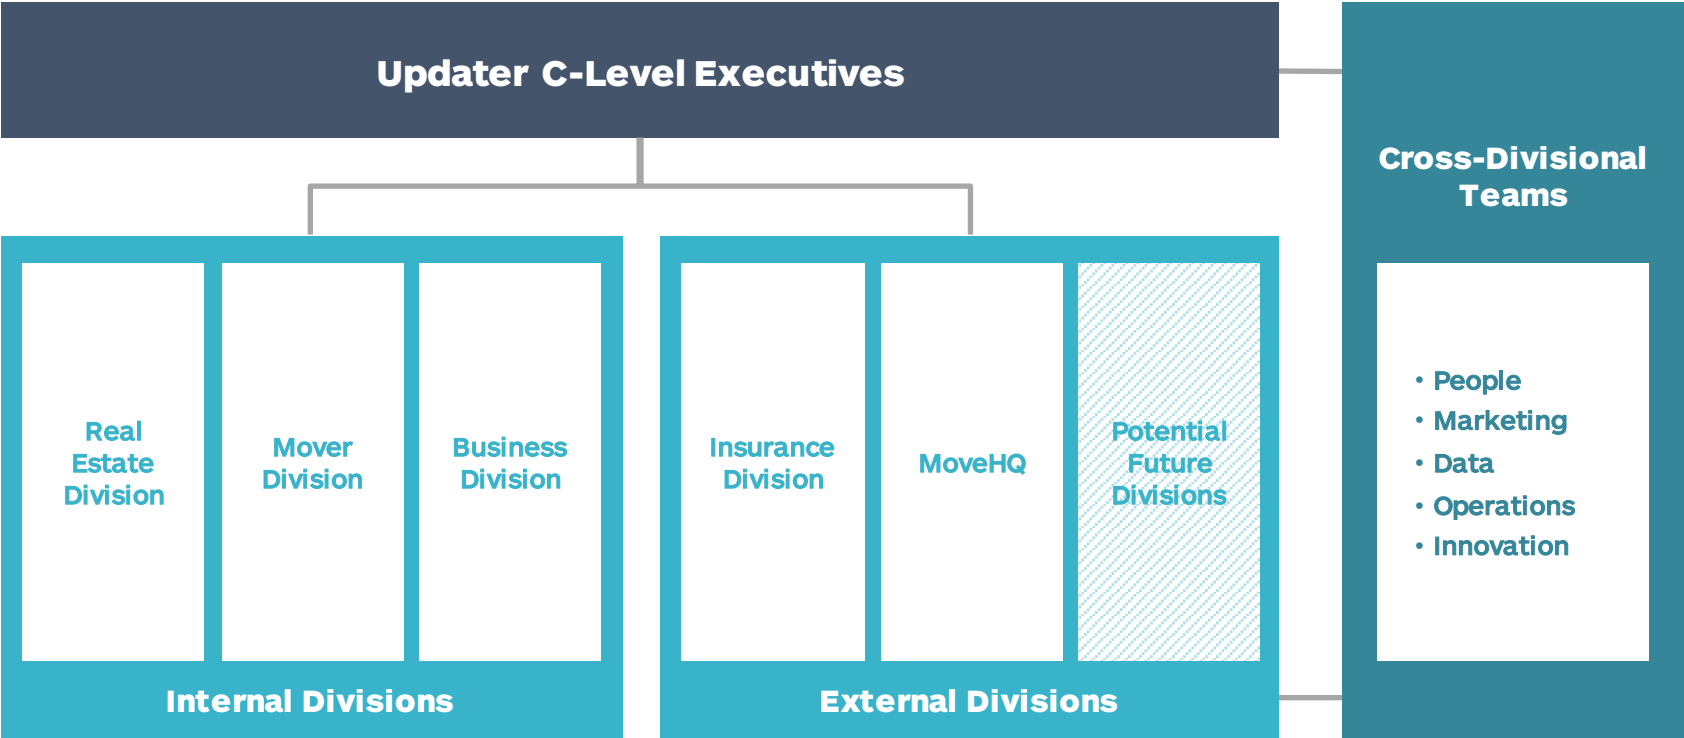 Updater C-Level Executives
Cross-Divisional
Teams
Real
Estate
Division
Mover
Division
Business
Division
Internal Divisions
Insurance
Division
MoveHQ
Potential
Future
Divisions
External Divisions
• People
• Marketing
• Data
• Operations
• Innovation